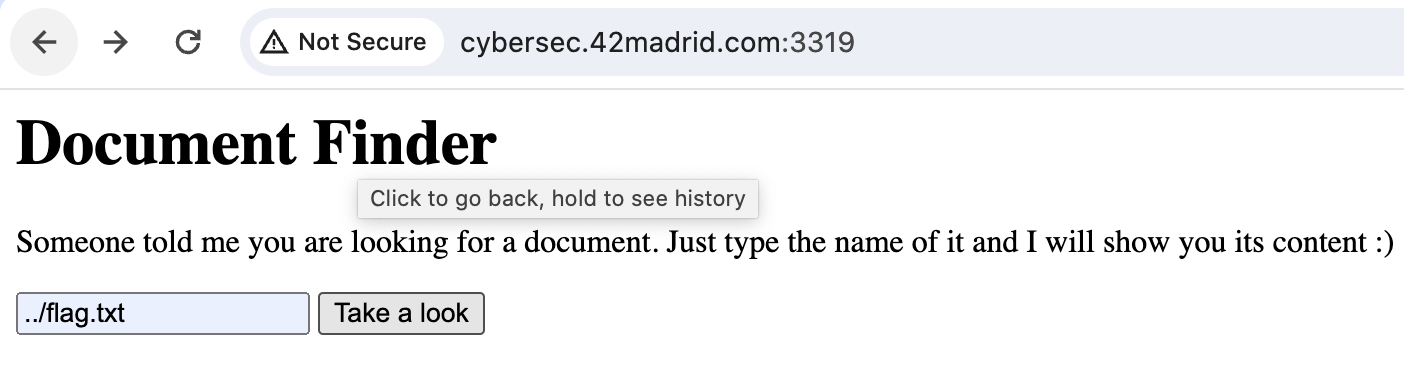 Not Secure cybersec.42madrid.com:3319
Document Finder
Click to go back, hold to see history
Someone told me you are looking for a document. Just type the name of it and I will show you its content :)
../flag.txt Take a look